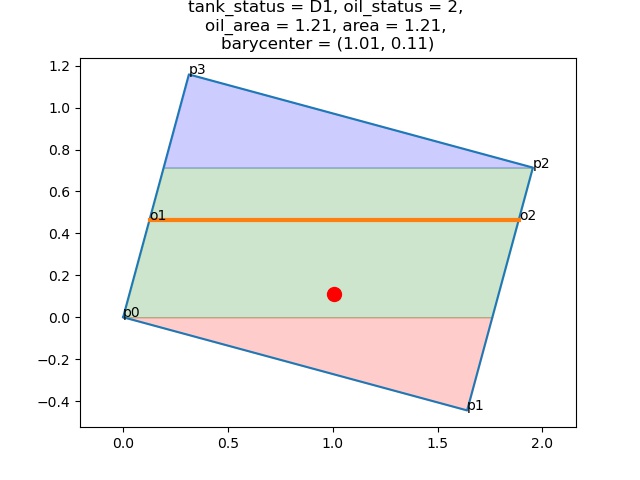 tank_status = D1, oil_status = 2,
oil_area = 1.21, area = 1.21,
barycenter = (1.01, 0.11)
1.2
p3
1.0
0.8
p2
0.6
o1
o2
0.4
0.2
p0
0.0
−0.2
−0.4
p1
0.0 0.5 1.0 1.5 2.0